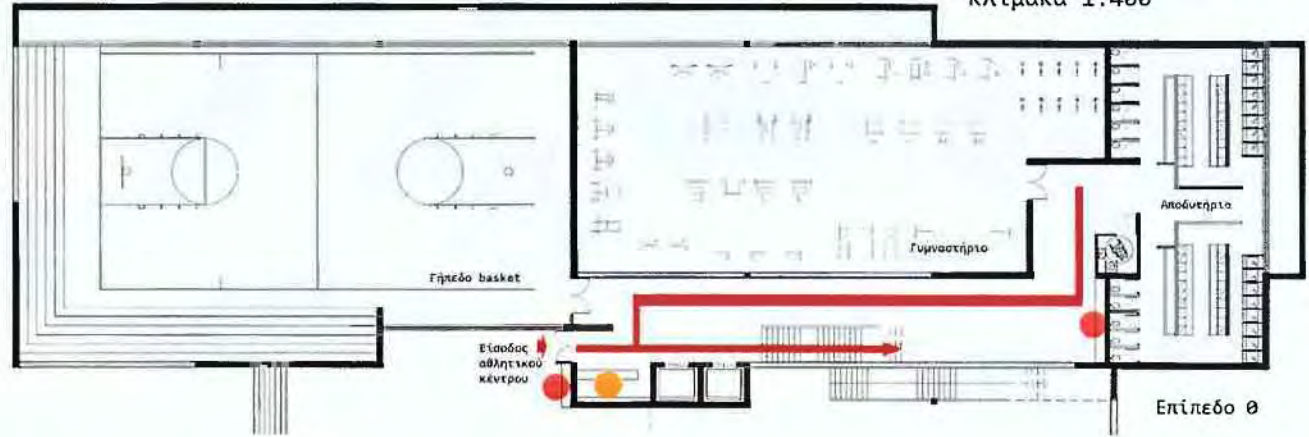 κλίμακα 1:400
Αποδυτήρια
Γυμναστήριο
Γήπεδο basket
Είσοδος
αθλητικού
κέντρου
Επίπεδο 0